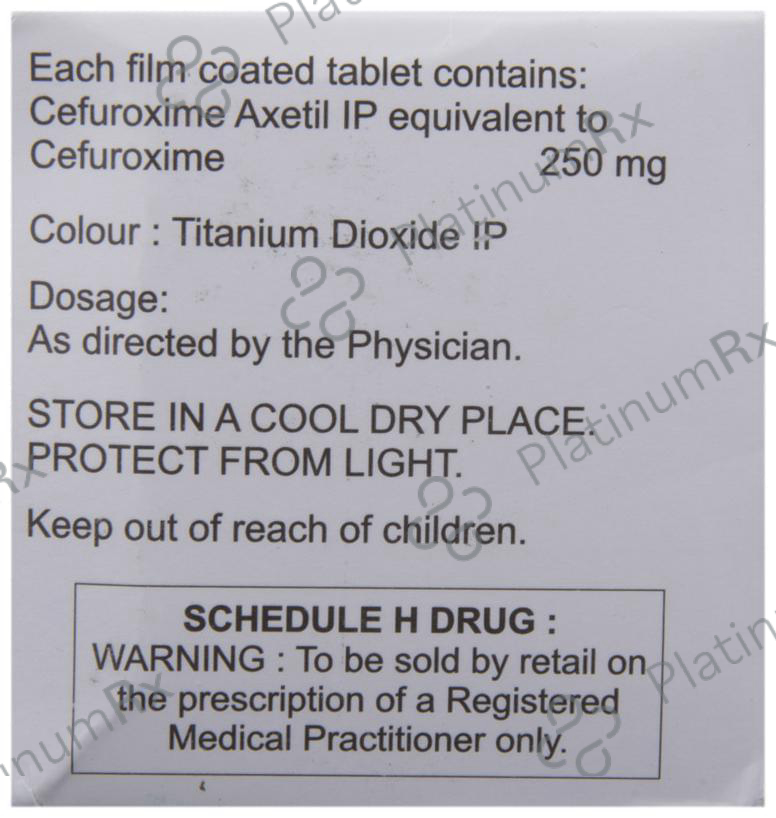 Each film coated tablet contains:
Cefuroxime Axetil IP equivalent to
Cefuroxime 250 mg
Colour : Titanium Dioxide IP
Dosage:
As directed by the Physician.
STORE IN A COOL DRY PLACE.
PROTECT FROM LIGHT.
Keep out of reach of children.
SCHEDULE H DRUG :
WARNING : To be sold by retail on
the prescription of a Registered
Medical Practitioner only.
PlatinumRx
PlatinumRx